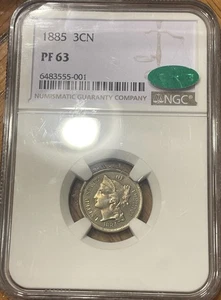 1885 3CN
PF 63
6483555-001
NUMISMATIC GUARANTY COMPANY
NGC